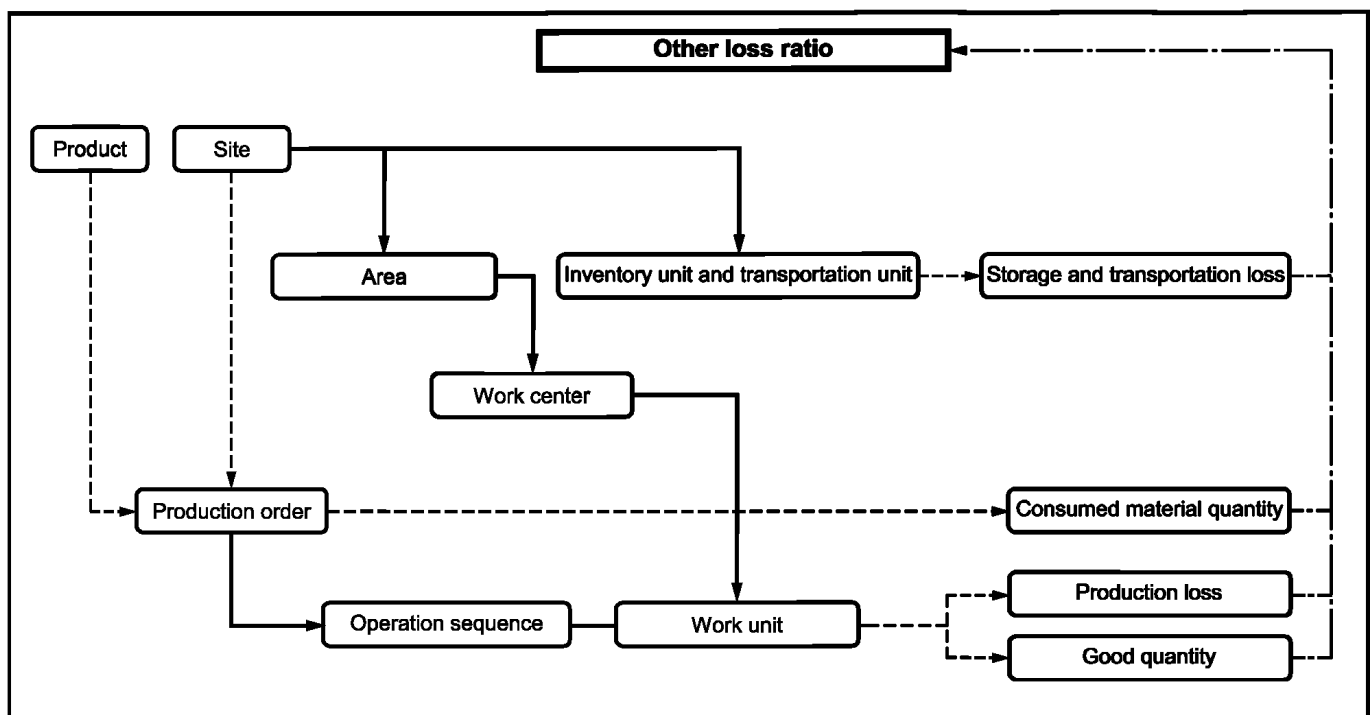 Other loss ratio
Product
Site
Area
Inventory unit and transportation unit
Storage and transportation loss
Work center
Production order
Consumed material quantity
Production loss
Operation sequence
Work unit
Good quantity